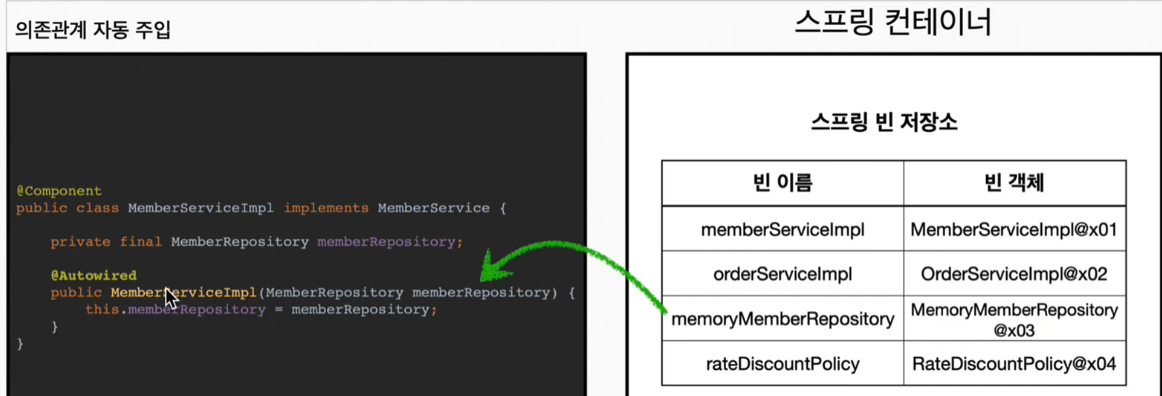 의존관계 자동 주입
@Component
public class MemberServiceImpl implements MemberService {
private final MemberRepository memberRepository;
@Autowired
public MemberServiceImpl(MemberRepository memberRepository) {
this.memberRepository = memberRepository;
}
}
스프링 컨테이너
스프링 빈 저장소
빈 이름 빈 객체
memberServiceImpl MemberServiceImpl@x01
orderServiceImpl OrderServiceImpl@x02
memoryMemberRepository MemoryMemberRepository
@x03
rateDiscountPolicy RateDiscountPolicy@x04